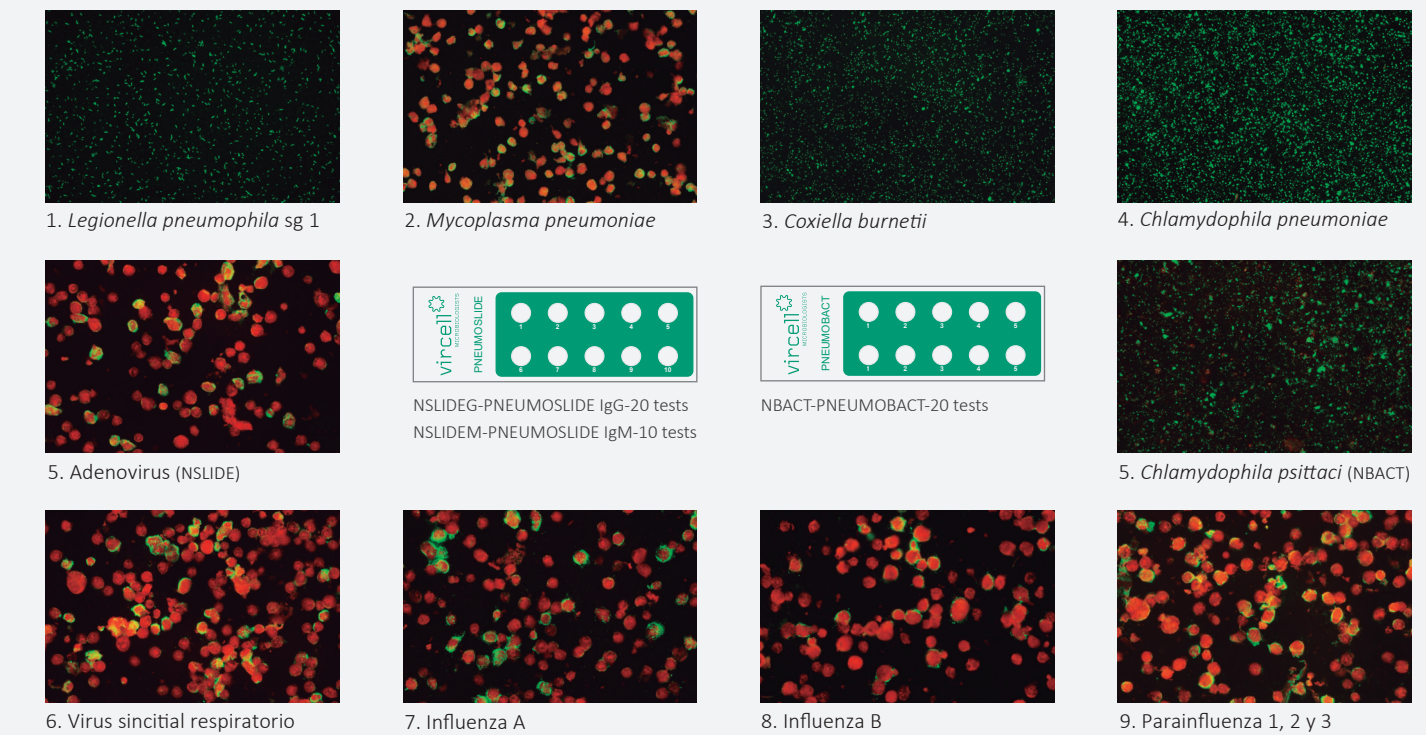 1. Legionella pneumophila sg 1
2. Mycoplasma pneumoniae
3. Coxiella burnetii
4. Chlamydophila pneumoniae
5. Adenovirus (NSLIDE)
vircell
MICROBIOLOGISTS
PNEUMOSLIDE
1 2 3 4 5
6 7 8 9 10
NSLIDEG-PNEUMOSLIDE IgG-20 tests
NSLIDEM-PNEUMOSLIDE IgM-10 tests
vircell
MICROBIOLOGISTS
PNEUMOBACT
1 2 3 4 5
1 2 3 4 5
NBACT-PNEUMOBACT-20 tests
5. Chlamydophila psittaci (NBACT)
6. Virus sincitial respiratorio
7. Influenza A
8. Influenza B
9. Parainfluenza 1, 2 y 3